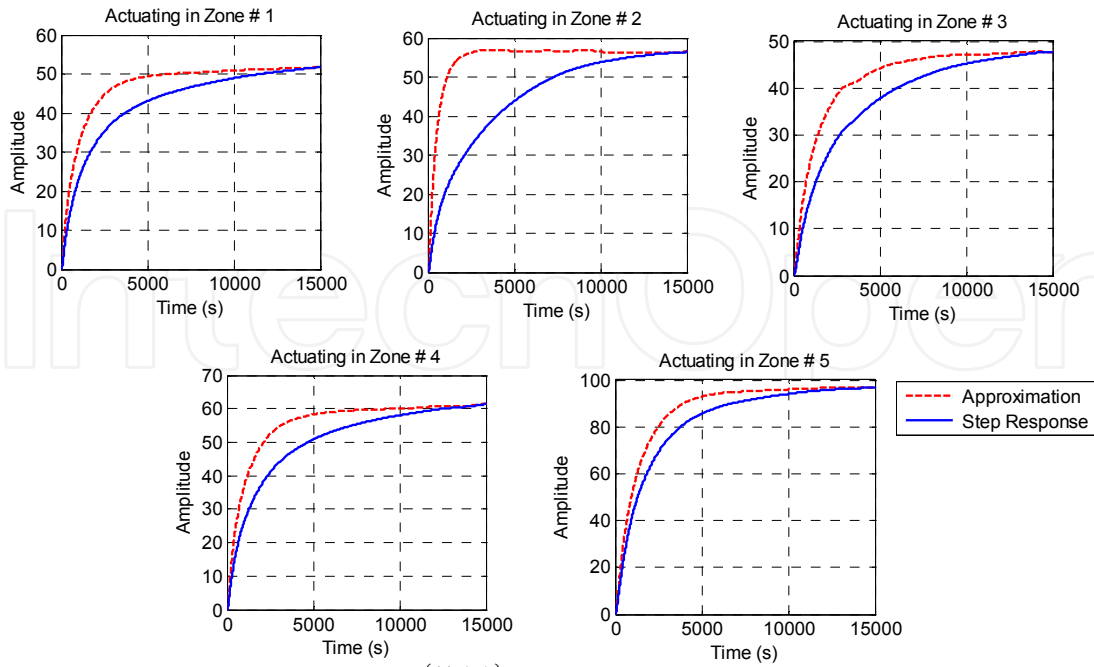 Actuating in Zone # 1
60
50
40
30
20
10
0
Amplitude
0 5000 10000 15000
Time (s)
Actuating in Zone # 2
60
50
40
30
20
10
0
Amplitude
0 5000 10000 15000
Time (s)
Actuating in Zone # 3
50
40
30
20
10
0
Amplitude
0 5000 10000 15000
Time (s)
Actuating in Zone # 4
70
60
50
40
30
20
10
0
Amplitude
0 5000 10000 15000
Time (s)
Actuating in Zone # 5
100
80
60
40
20
0
Amplitude
0 5000 10000 15000
Time (s)
Approximation
Step Response
IntechOpen